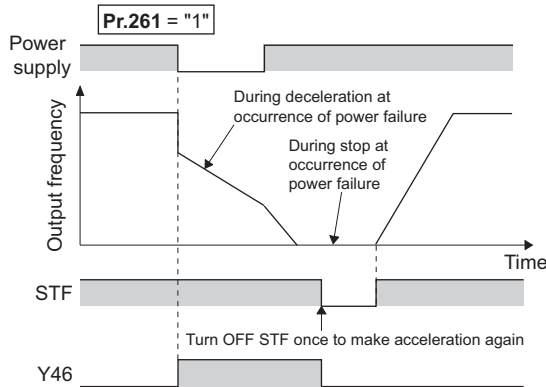 Pr.261 = "1"
Power
supply
During deceleration at
occurrence of power failure
During stop at
occurrence of
power failure
Output frequency
Time
STF
Turn OFF STF once to make acceleration again
Y46